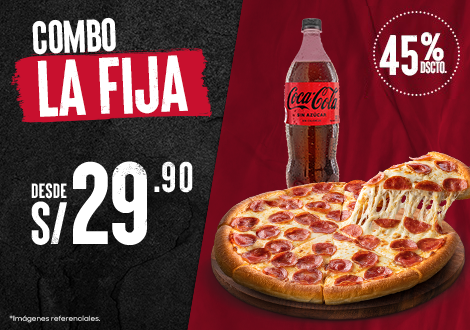 COMBO
LA FIJA
45%
DSCTO.
Coca-Cola
SIN AZÚCAR
DESDE
S/29.90
*Imágenes referenciales.